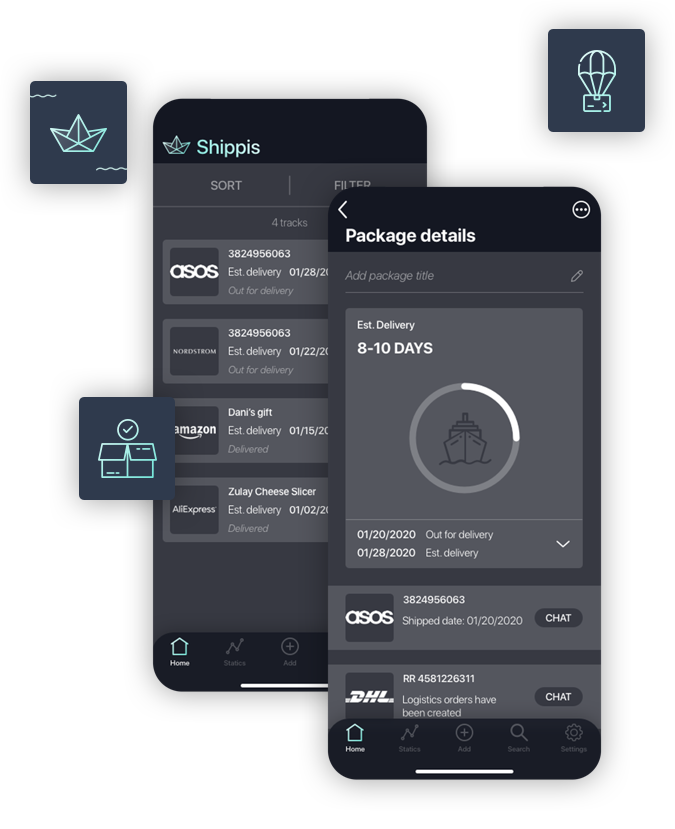 Shippis
SORT
FILTER
4 tracks
asos
3824956063
Est. delivery 01/28/20
Out for delivery
NORDSTROM
3824956063
Est. delivery 01/22/20
Out for delivery
amazon
Dani's gift
Est. delivery 01/15/20
Delivered
AliExpress
Zulay Cheese Slicer
Est. delivery 01/02/20
Delivered
Home
Statics
Add
Package details
Add package title
Est. Delivery
8-10 DAYS
01/20/2020 Out for delivery
01/28/2020 Est. delivery
asos
3824956063
Shipped date: 01/20/2020
CHAT
DHL
RR 4581226311
Logistics orders have
been created
CHAT
Home
Statics
Add
Search
Settings